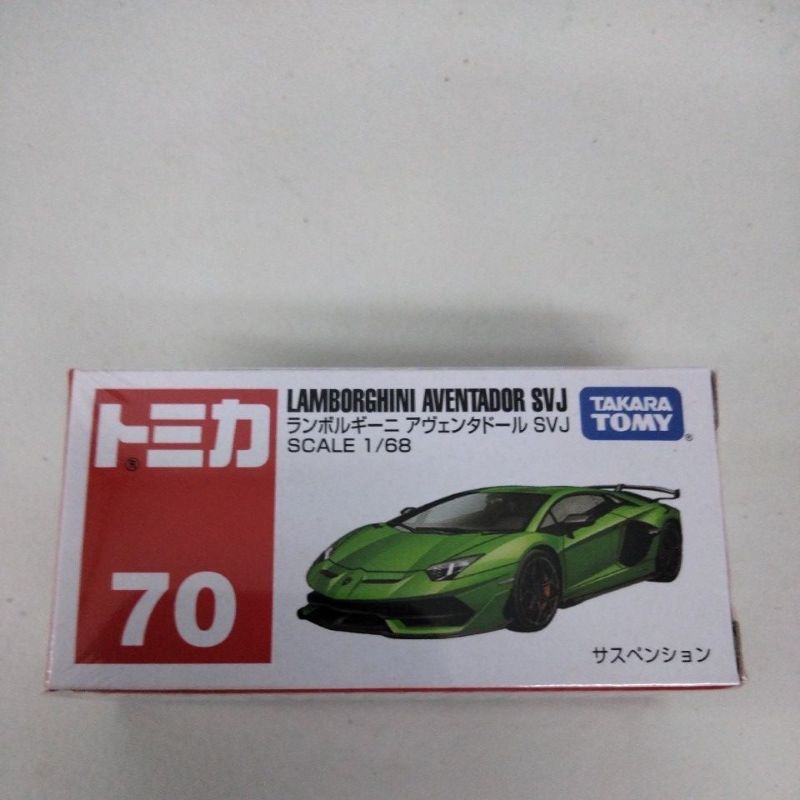 トミカ®
70
LAMBORGHINI AVENTADOR SVJ
ランボルギーニ アヴェンタドール SVJ
SCALE 1/68
TAKARA
TOMY®
サスペンション